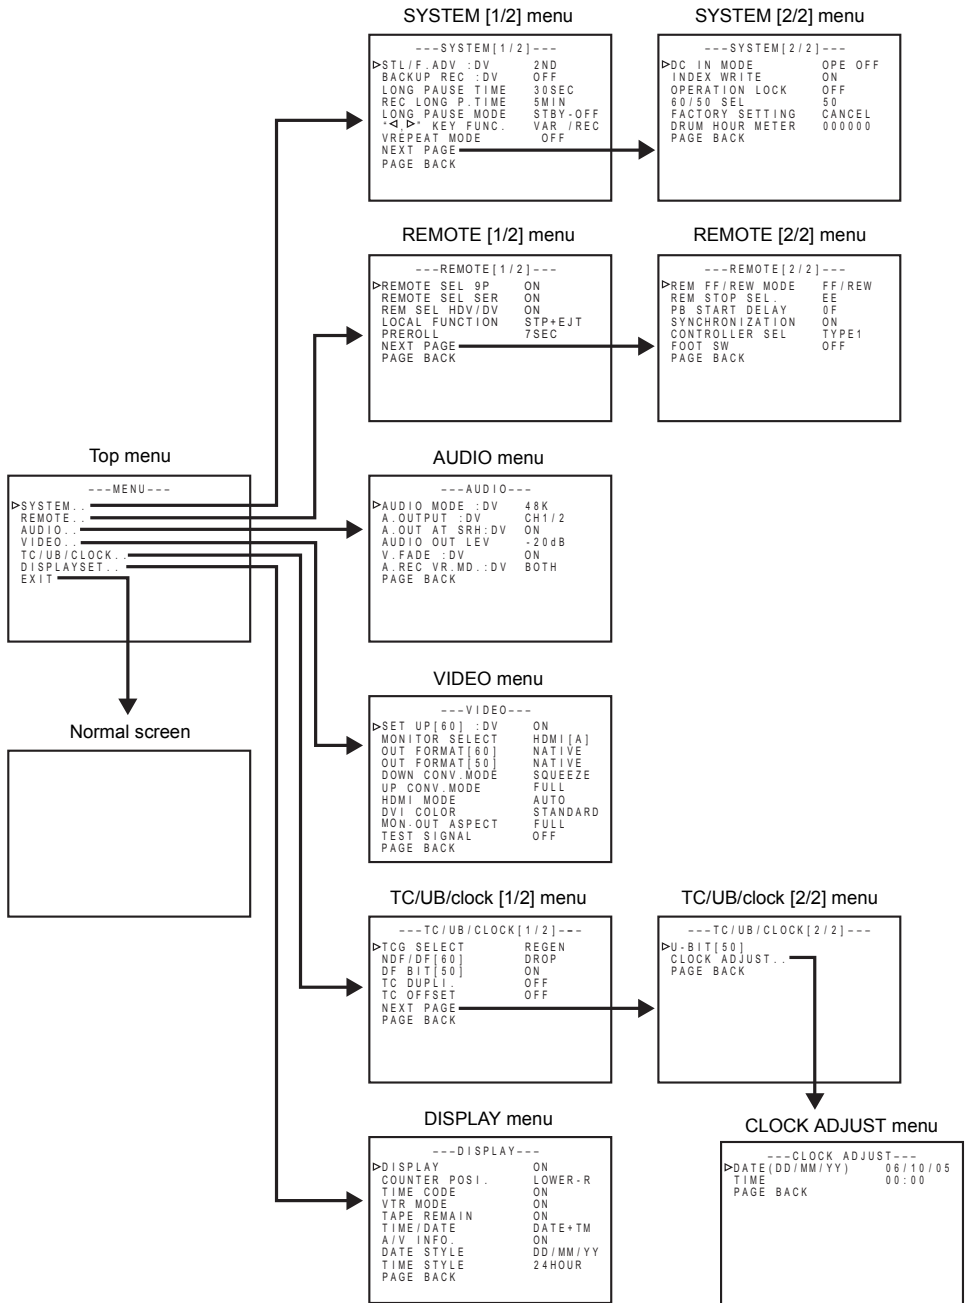 SYSTEM [1/2] menu
---SYSTEM[1/2]---
▷STL/F.ADV :DV 2ND
BACKUP REC :DV OFF
LONG PAUSE TIME 30SEC
REC LONG P.TIME 5MIN
LONG PAUSE MODE STBY-OFF
"◁,▷" KEY FUNC. VAR /REC
VREPEAT MODE OFF
NEXT PAGE
PAGE BACK
SYSTEM [2/2] menu
---SYSTEM[2/2]---
▷DC IN MODE OPE OFF
INDEX WRITE ON
OPERATION LOCK OFF
60/50 SEL 50
FACTORY SETTING CANCEL
DRUM HOUR METER 000000
PAGE BACK
REMOTE [1/2] menu
---REMOTE[1/2]---
▷REMOTE SEL 9P ON
REMOTE SEL SER ON
REM SEL HDV/DV ON
LOCAL FUNCTION STP+EJT
PREROLL 7SEC
NEXT PAGE
PAGE BACK
REMOTE [2/2] menu
---REMOTE[2/2]---
▷REM FF/REW MODE FF/REW
REM STOP SEL. EE
PB START DELAY 0F
SYNCHRONIZATION ON
CONTROLLER SEL TYPE1
FOOT SW OFF
PAGE BACK
Top menu
---MENU---
▷SYSTEM..
REMOTE..
AUDIO..
VIDEO..
TC/UB/CLOCK..
DISPLAYSET..
EXIT
AUDIO menu
---AUDIO---
▷AUDIO MODE :DV 48K
A.OUTPUT :DV CH1/2
A.OUT AT SRH:DV ON
AUDIO OUT LEV -20dB
V.FADE :DV ON
A.REC VR.MD.:DV BOTH
PAGE BACK
Normal screen
VIDEO menu
---VIDEO---
▷SET UP[60] :DV ON
MONITOR SELECT HDMI[A]
OUT FORMAT[60] NATIVE
OUT FORMAT[50] NATIVE
DOWN CONV.MODE SQUEEZE
UP CONV.MODE FULL
HDMI MODE AUTO
DVI COLOR STANDARD
MON.OUT ASPECT FULL
TEST SIGNAL OFF
PAGE BACK
TC/UB/clock [1/2] menu
---TC/UB/CLOCK[1/2]---
▷TCG SELECT REGEN
NDF/DF[60] DROP
DF BIT[50] ON
TC DUPLI. OFF
TC OFFSET OFF
NEXT PAGE
PAGE BACK
TC/UB/clock [2/2] menu
---TC/UB/CLOCK[2/2]---
▷U-BIT[50]
CLOCK ADJUST..
PAGE BACK
DISPLAY menu
---DISPLAY---
▷DISPLAY ON
COUNTER POSI. LOWER-R
TIME CODE ON
VTR MODE ON
TAPE REMAIN ON
TIME/DATE DATE+TM
A/V INFO. ON
DATE STYLE DD/MM/YY
TIME STYLE 24HOUR
PAGE BACK
CLOCK ADJUST menu
---CLOCK ADJUST---
▷DATE(DD/MM/YY) 06/10/05
TIME 00:00
PAGE BACK